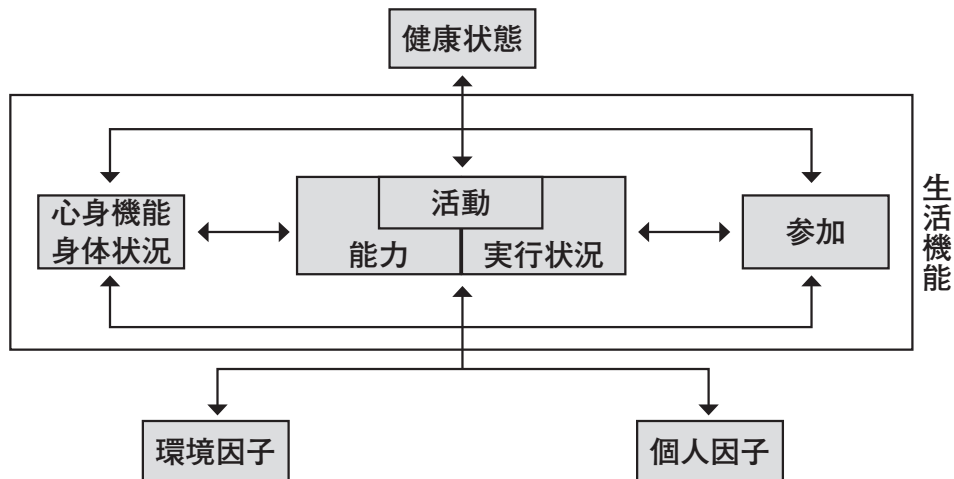 健康状態
心身機能
身体状況
活動
能力
実行状況
参加
生活機能
環境因子
個人因子